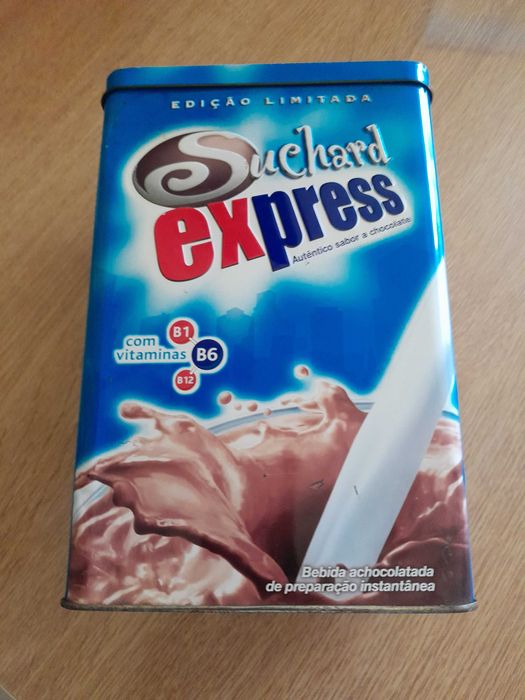 EDIÇÃO LIMITADA
Suchard
express
Autêntico sabor a chocolate
com vitaminas
B1
B6
B12
Bebida achocolatada
de preparação instantânea